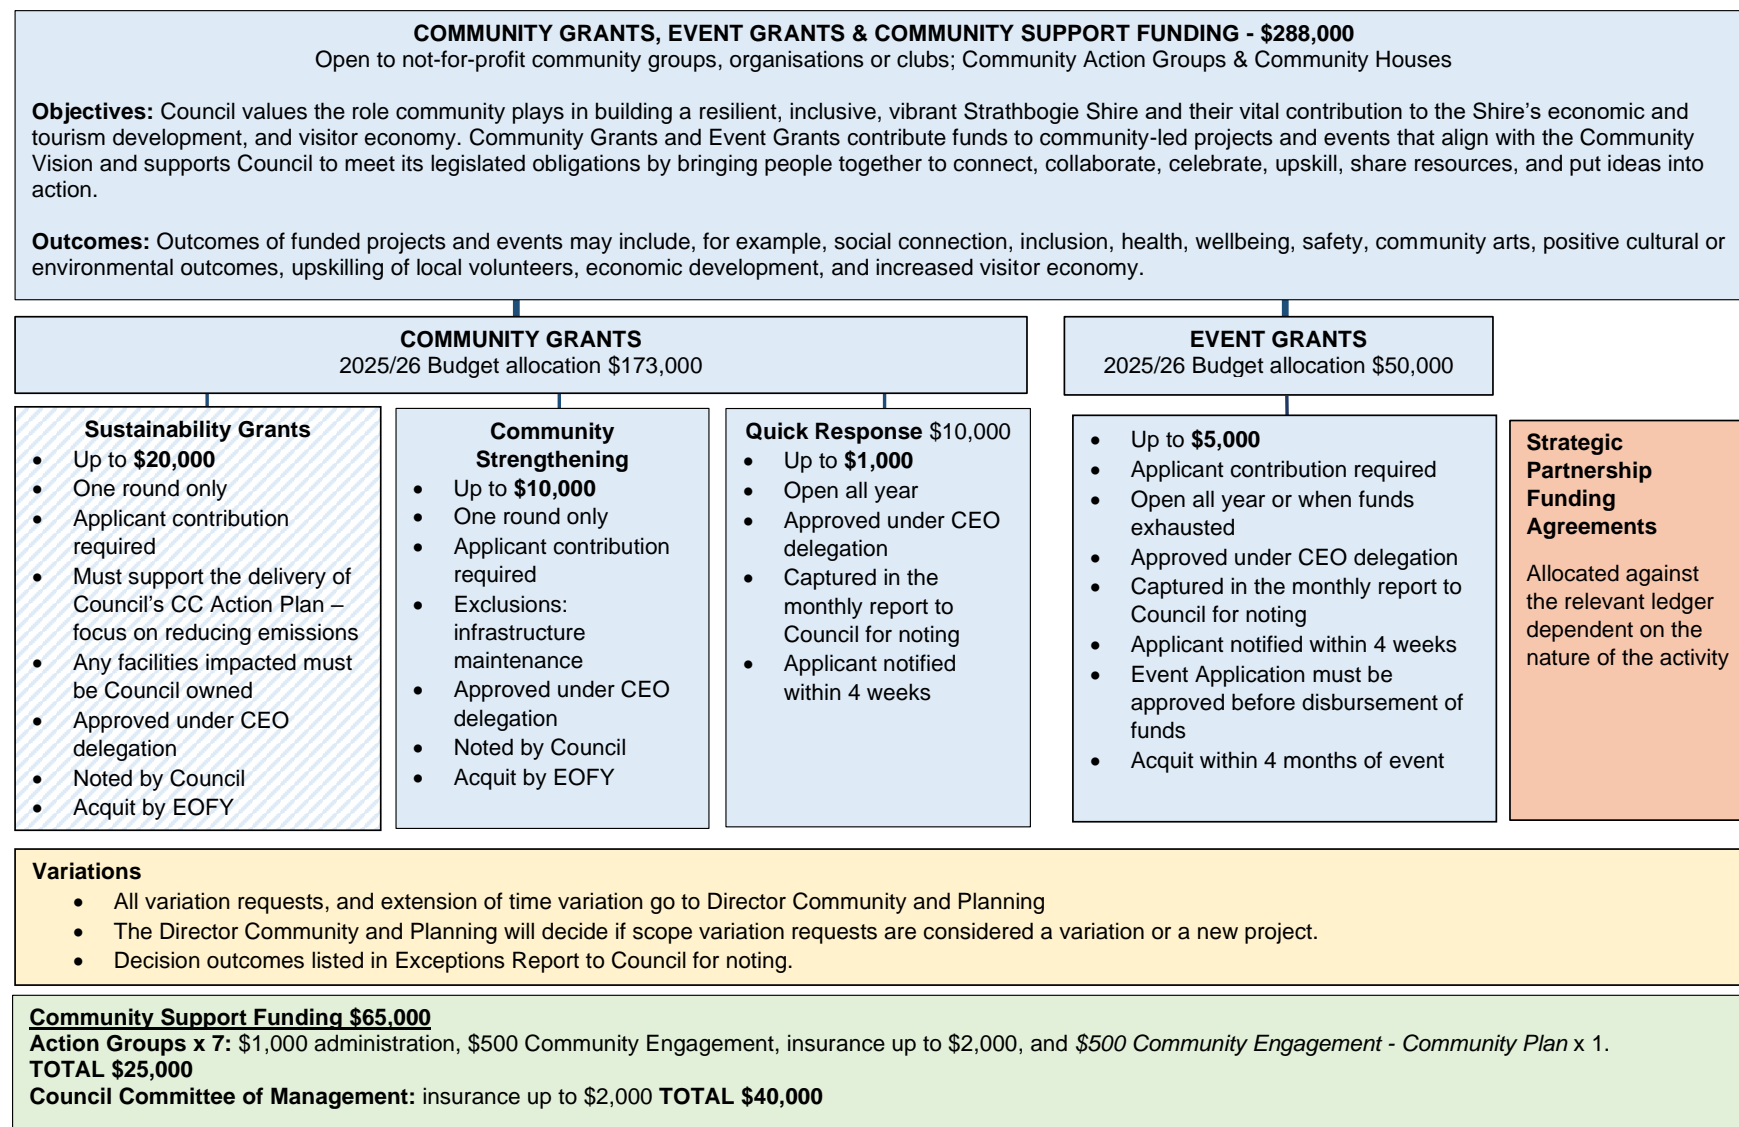 COMMUNITY GRANTS, EVENT GRANTS & COMMUNITY SUPPORT FUNDING - $288,000
Open to not-for-profit community groups, organisations or clubs; Community Action Groups & Community Houses
Objectives: Council values the role community plays in building a resilient, inclusive, vibrant Strathbogie Shire and their vital contribution to the Shire’s economic and
tourism development, and visitor economy. Community Grants and Event Grants contribute funds to community-led projects and events that align with the Community
Vision and supports Council to meet its legislated obligations by bringing people together to connect, collaborate, celebrate, upskill, share resources, and put ideas into
action.
Outcomes: Outcomes of funded projects and events may include, for example, social connection, inclusion, health, wellbeing, safety, community arts, positive cultural or
environmental outcomes, upskilling of local volunteers, economic development, and increased visitor economy.
COMMUNITY GRANTS
2025/26 Budget allocation $173,000
Sustainability Grants
• Up to $20,000
• One round only
• Applicant contribution
required
• Must support the delivery of
Council’s CC Action Plan –
focus on reducing emissions
• Any facilities impacted must
be Council owned
• Approved under CEO
delegation
• Noted by Council
• Acquit by EOFY
Community
Strengthening
• Up to $10,000
• One round only
• Applicant contribution
required
• Exclusions:
infrastructure
maintenance
• Approved under CEO
delegation
• Noted by Council
• Acquit by EOFY
Quick Response $10,000
• Up to $1,000
• Open all year
• Approved under CEO
delegation
• Captured in the
monthly report to
Council for noting
• Applicant notified
within 4 weeks
EVENT GRANTS
2025/26 Budget allocation $50,000
• Up to $5,000
• Applicant contribution required
• Open all year or when funds
exhausted
• Approved under CEO delegation
• Captured in the monthly report to
Council for noting
• Applicant notified within 4 weeks
• Event Application must be
approved before disbursement of
funds
• Acquit within 4 months of event
Strategic
Partnership
Funding
Agreements
Allocated against
the relevant ledger
dependent on the
nature of the activity
Variations
• All variation requests, and extension of time variation go to Director Community and Planning
• The Director Community and Planning will decide if scope variation requests are considered a variation or a new project.
• Decision outcomes listed in Exceptions Report to Council for noting.
Community Support Funding $65,000
Action Groups x 7: $1,000 administration, $500 Community Engagement, insurance up to $2,000, and $500 Community Engagement - Community Plan x 1.
TOTAL $25,000
Council Committee of Management: insurance up to $2,000 TOTAL $40,000